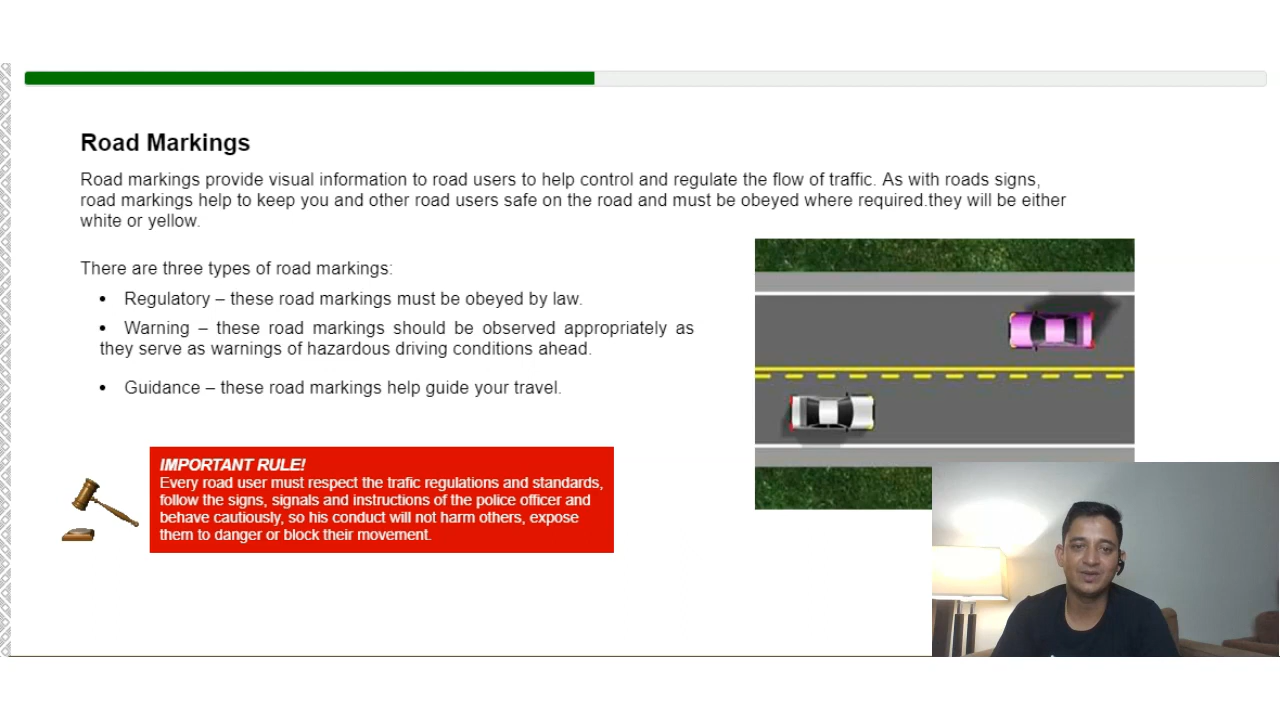 Road Markings
Road markings provide visual information to road users to help control and regulate the flow of traffic. As with roads signs,
road markings help to keep you and other road users safe on the road and must be obeyed where required.they will be either
white or yellow.
There are three types of road markings:
• Regulatory – these road markings must be obeyed by law.
• Warning – these road markings should be observed appropriately as
they serve as warnings of hazardous driving conditions ahead.
• Guidance – these road markings help guide your travel.
IMPORTANT RULE!
Every road user must respect the trafic regulations and standards,
follow the signs, signals and instructions of the police officer and
behave cautiously, so his conduct will not harm others, expose
them to danger or block their movement.